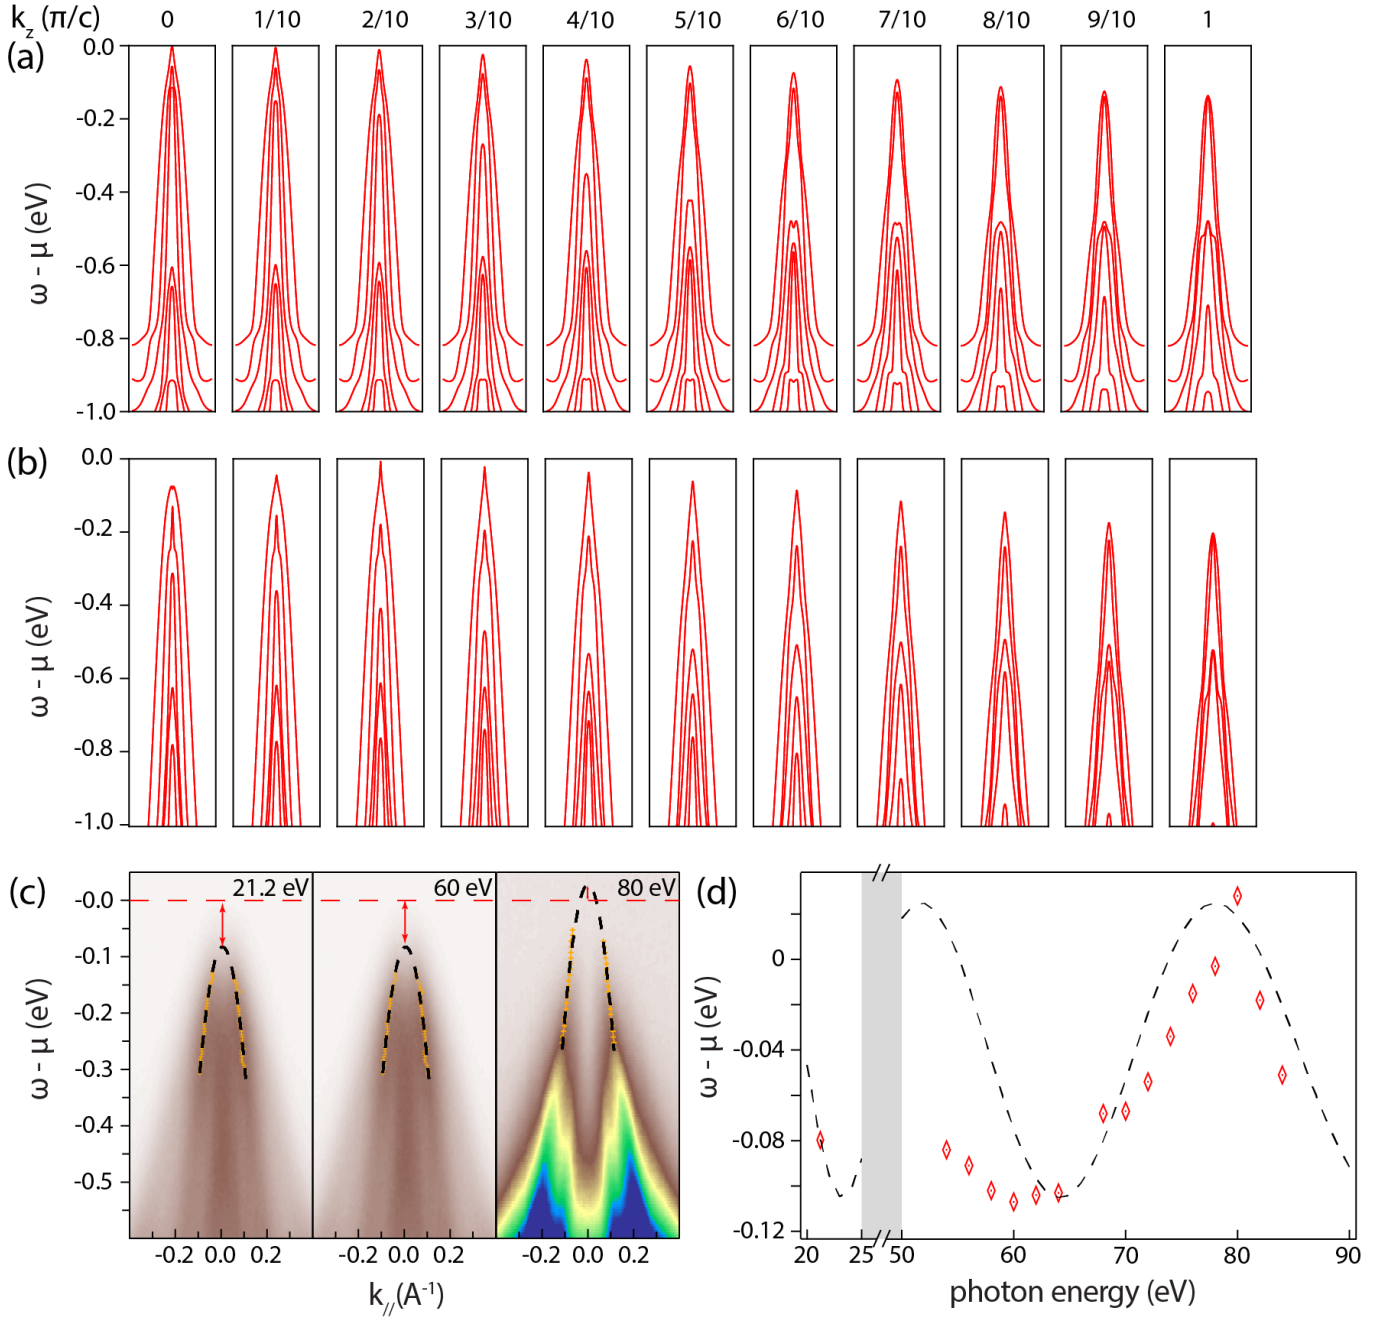 k_z (π/c) 0 1/10 2/10 3/10 4/10 5/10 6/10 7/10 8/10 9/10 1
(a)
0.0
-0.2
-0.4
-0.6
-0.8
-1.0
ω - μ (eV)
(b)
0.0
-0.2
-0.4
-0.6
-0.8
-1.0
ω - μ (eV)
(c)
21.2 eV 60 eV 80 eV
-0.0
-0.1
-0.2
-0.3
-0.4
-0.5
ω - μ (eV)
-0.2 0.0 0.2 -0.2 0.0 0.2 -0.2 0.0 0.2
k_//(A⁻¹)
(d)
0
-0.04
-0.08
-0.12
ω - μ (eV)
20 25 50 60 70 80 90
photon energy (eV)